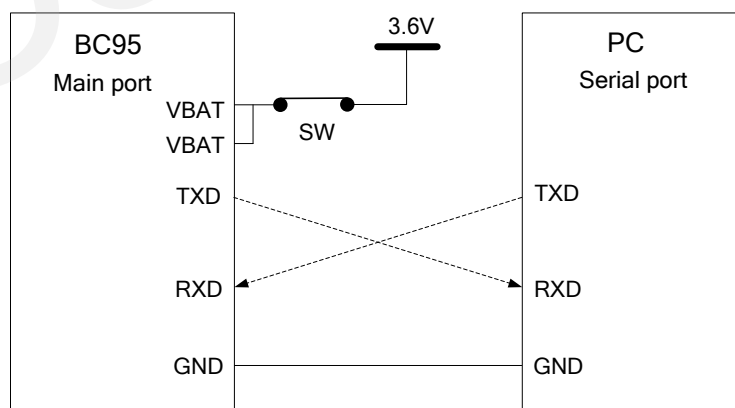 BC95
Main port
3.6V
PC
Serial port
VBAT
SW
VBAT
TXD
TXD
RXD
RXD
GND
GND